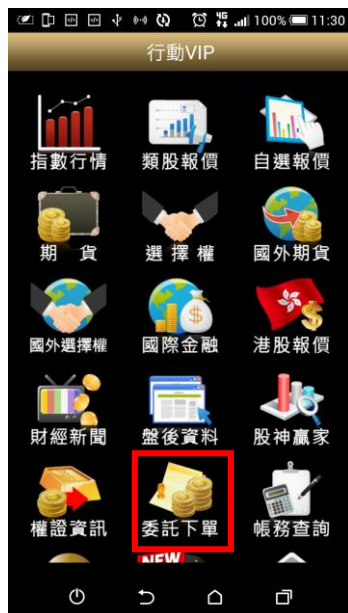 4G 100% 11:30
行動VIP
指數行情 類股報價 自選報價
期 貨 選 擇 權 國外期貨
國外選擇權 國際金融 港股報價
財經新聞 盤後資料 股神贏家
權證資訊 委託下單 帳務查詢
NEW